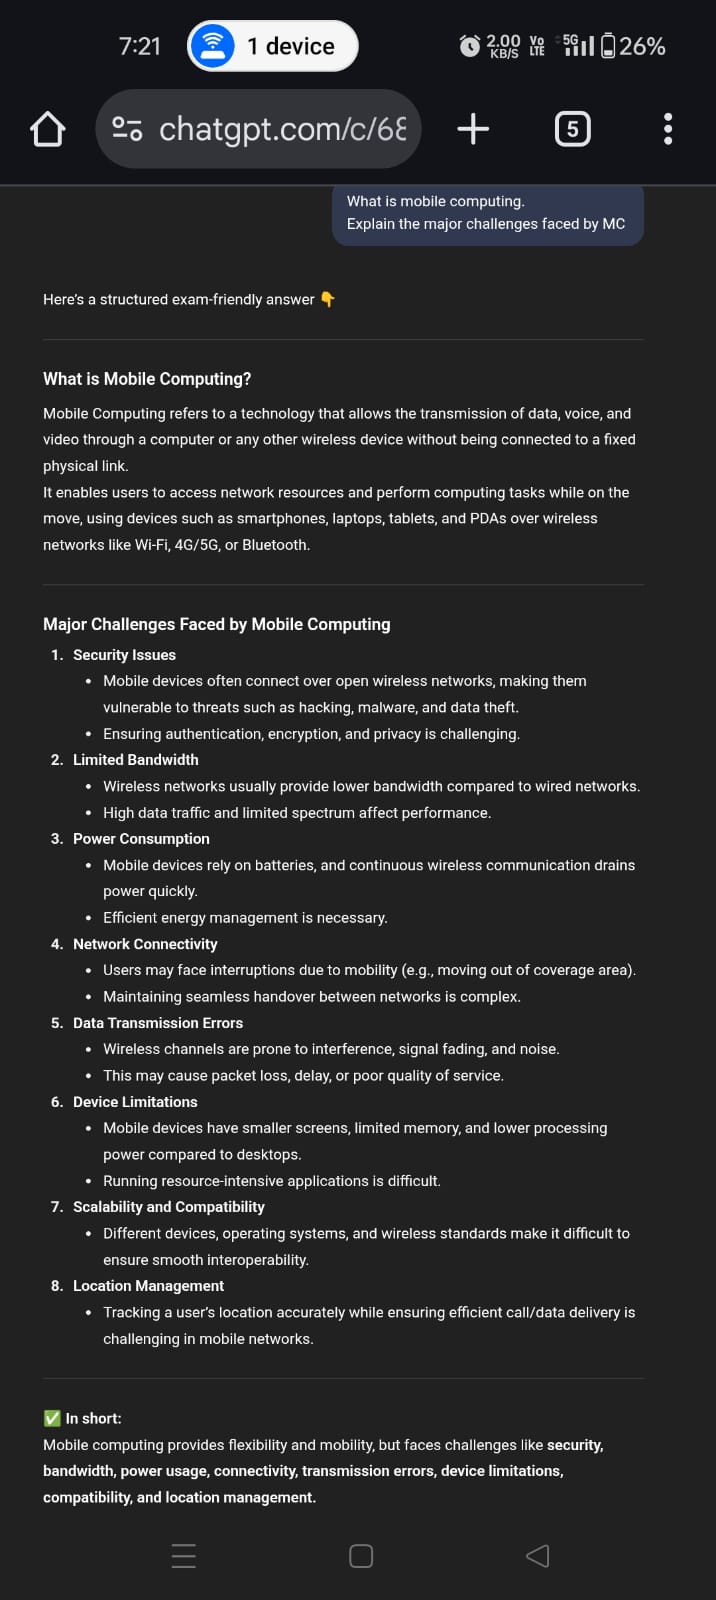 7:21
1 device
2.00
KB/S
Vo
LTE
5G
26%
chatgpt.com/c/68
5
What is mobile computing.
Explain the major challenges faced by MC
Here's a structured exam-friendly answer 👇
What is Mobile Computing?
Mobile Computing refers to a technology that allows the transmission of data, voice, and
video through a computer or any other wireless device without being connected to a fixed
physical link.
It enables users to access network resources and perform computing tasks while on the
move, using devices such as smartphones, laptops, tablets, and PDAs over wireless
networks like Wi-Fi, 4G/5G, or Bluetooth.
Major Challenges Faced by Mobile Computing
1. Security Issues
• Mobile devices often connect over open wireless networks, making them
vulnerable to threats such as hacking, malware, and data theft.
• Ensuring authentication, encryption, and privacy is challenging.
2. Limited Bandwidth
• Wireless networks usually provide lower bandwidth compared to wired networks.
• High data traffic and limited spectrum affect performance.
3. Power Consumption
• Mobile devices rely on batteries, and continuous wireless communication drains
power quickly.
• Efficient energy management is necessary.
4. Network Connectivity
• Users may face interruptions due to mobility (e.g., moving out of coverage area).
• Maintaining seamless handover between networks is complex.
5. Data Transmission Errors
• Wireless channels are prone to interference, signal fading, and noise.
• This may cause packet loss, delay, or poor quality of service.
6. Device Limitations
• Mobile devices have smaller screens, limited memory, and lower processing
power compared to desktops.
• Running resource-intensive applications is difficult.
7. Scalability and Compatibility
• Different devices, operating systems, and wireless standards make it difficult to
ensure smooth interoperability.
8. Location Management
• Tracking a user's location accurately while ensuring efficient call/data delivery is
challenging in mobile networks.
✅ In short:
Mobile computing provides flexibility and mobility, but faces challenges like security,
bandwidth, power usage, connectivity, transmission errors, device limitations,
compatibility, and location management.